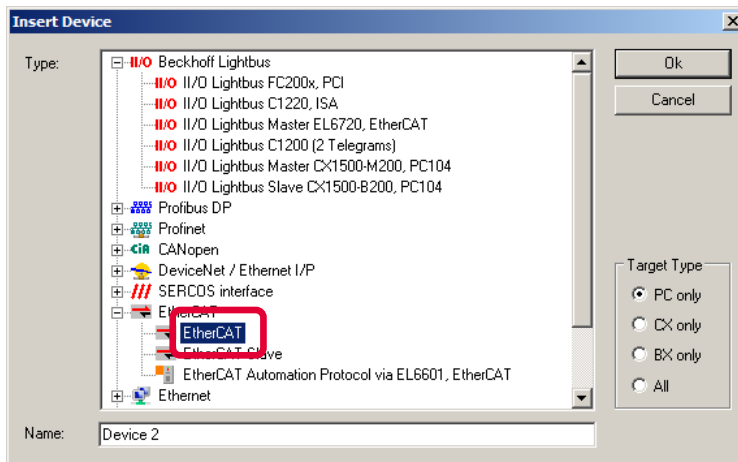 Insert Device
Type:
II/O Beckhoff Lightbus
II/O II/O Lightbus FC200x, PCI
II/O II/O Lightbus C1220, ISA
II/O II/O Lightbus Master EL6720, EtherCAT
II/O II/O Lightbus C1200 (2 Telegrams)
II/O II/O Lightbus Master CX1500-M200, PC104
II/O II/O Lightbus Slave CX1500-B200, PC104
Profibus DP
Profinet
CiA CANopen
DeviceNet / Ethernet I/P
SERCOS interface
EtherCAT
EtherCAT
EtherCAT Slave
EtherCAT Automation Protocol via EL6601, EtherCAT
Ethernet
Ok
Cancel
Target Type
PC only
CX only
BX only
All
Name:
Device 2